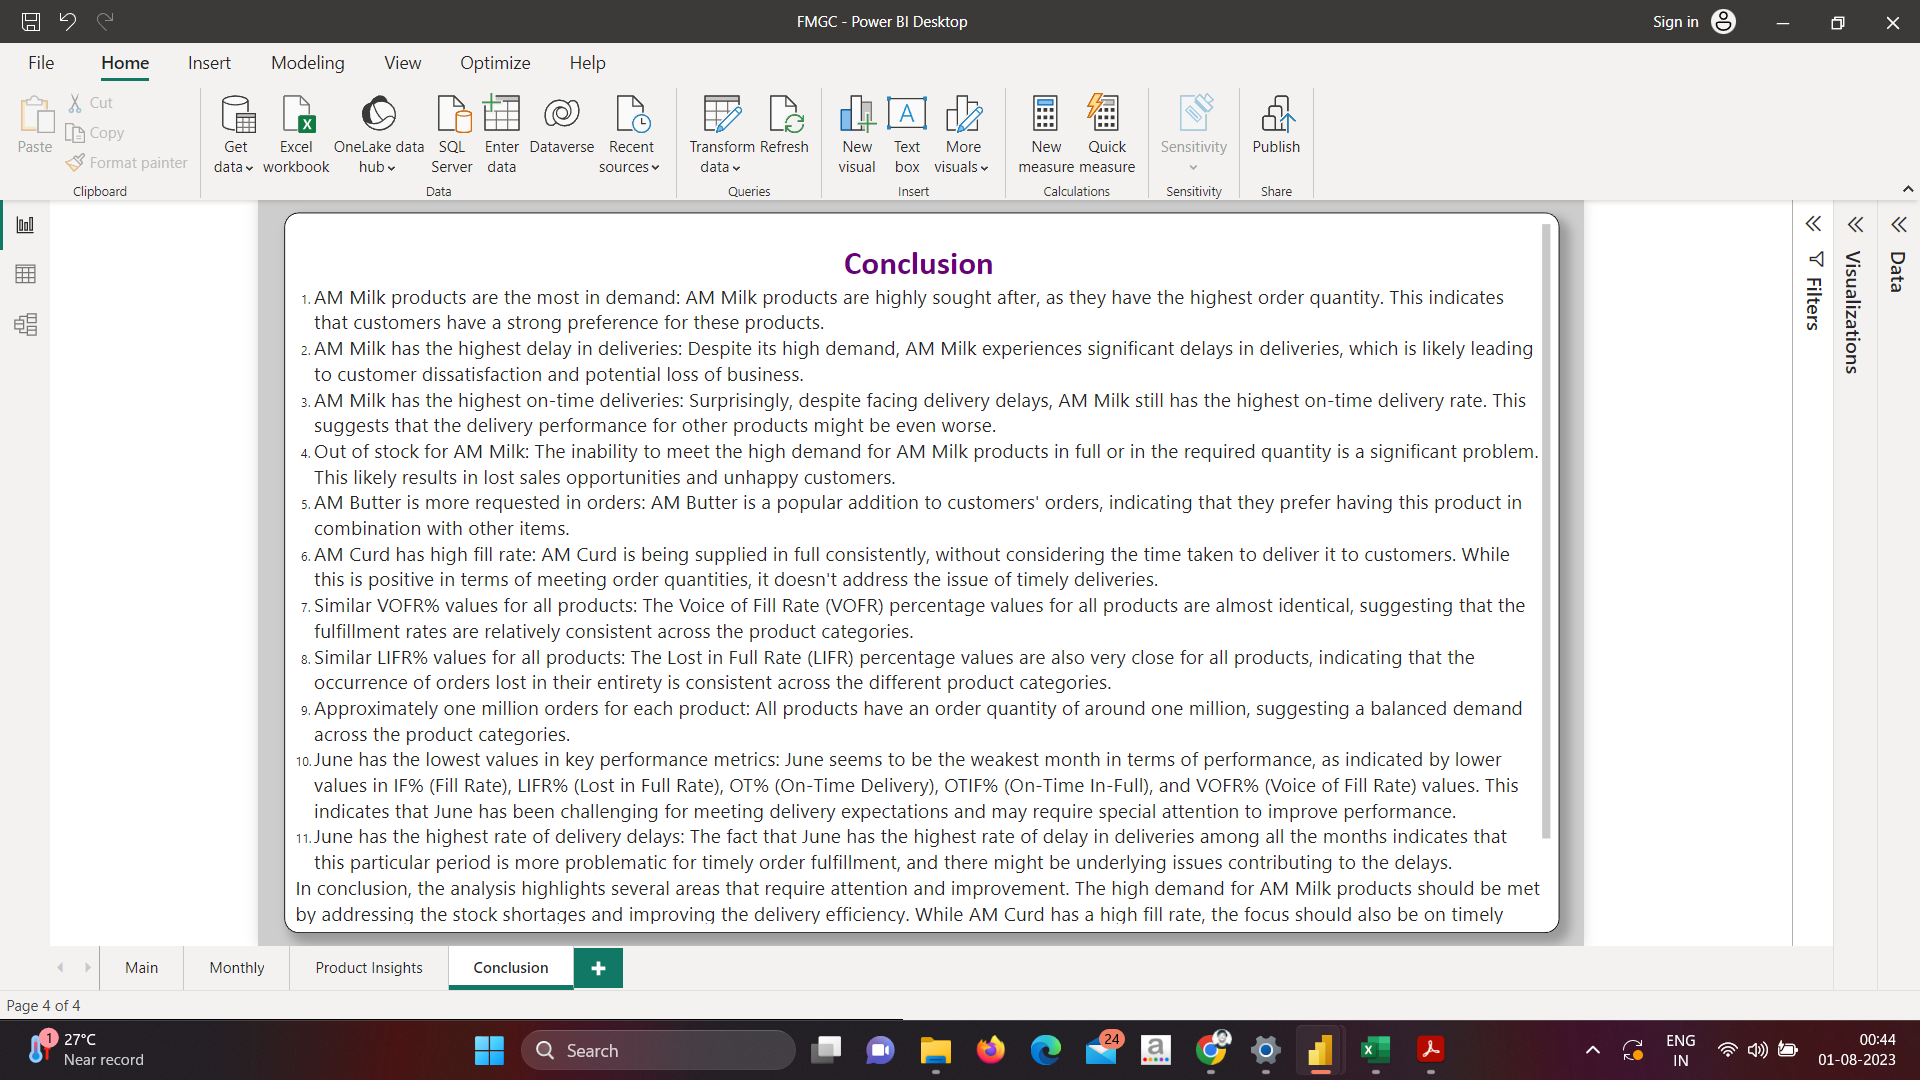 FMGC - Power BI Desktop
Sign in
File Home Insert Modeling View Optimize Help
Paste
Cut
Copy
Format painter
Clipboard
Get data
Excel workbook
OneLake data hub
SQL Server
Enter data
Dataverse
Recent sources
Data
Transform data
Refresh
Queries
New visual
Text box
More visuals
Insert
New measure
Quick measure
Calculations
Sensitivity
Sensitivity
Publish
Share
Conclusion
1. AM Milk products are the most in demand: AM Milk products are highly sought after, as they have the highest order quantity. This indicates
that customers have a strong preference for these products.
2. AM Milk has the highest delay in deliveries: Despite its high demand, AM Milk experiences significant delays in deliveries, which is likely leading
to customer dissatisfaction and potential loss of business.
3. AM Milk has the highest on-time deliveries: Surprisingly, despite facing delivery delays, AM Milk still has the highest on-time delivery rate. This
suggests that the delivery performance for other products might be even worse.
4. Out of stock for AM Milk: The inability to meet the high demand for AM Milk products in full or in the required quantity is a significant problem.
This likely results in lost sales opportunities and unhappy customers.
5. AM Butter is more requested in orders: AM Butter is a popular addition to customers' orders, indicating that they prefer having this product in
combination with other items.
6. AM Curd has high fill rate: AM Curd is being supplied in full consistently, without considering the time taken to deliver it to customers. While
this is positive in terms of meeting order quantities, it doesn't address the issue of timely deliveries.
7. Similar VOFR% values for all products: The Voice of Fill Rate (VOFR) percentage values for all products are almost identical, suggesting that the
fulfillment rates are relatively consistent across the product categories.
8. Similar LIFR% values for all products: The Lost in Full Rate (LIFR) percentage values are also very close for all products, indicating that the
occurrence of orders lost in their entirety is consistent across the different product categories.
9. Approximately one million orders for each product: All products have an order quantity of around one million, suggesting a balanced demand
across the product categories.
10. June has the lowest values in key performance metrics: June seems to be the weakest month in terms of performance, as indicated by lower
values in IF% (Fill Rate), LIFR% (Lost in Full Rate), OT% (On-Time Delivery), OTIF% (On-Time In-Full), and VOFR% (Voice of Fill Rate) values. This
indicates that June has been challenging for meeting delivery expectations and may require special attention to improve performance.
11. June has the highest rate of delivery delays: The fact that June has the highest rate of delay in deliveries among all the months indicates that
this particular period is more problematic for timely order fulfillment, and there might be underlying issues contributing to the delays.
In conclusion, the analysis highlights several areas that require attention and improvement. The high demand for AM Milk products should be met
by addressing the stock shortages and improving the delivery efficiency. While AM Curd has a high fill rate, the focus should also be on timely
Filters
Visualizations
Data
Main Monthly Product Insights Conclusion
Page 4 of 4
1
27°C
Near record
Search
24
a
ENG
IN
00:44
01-08-2023